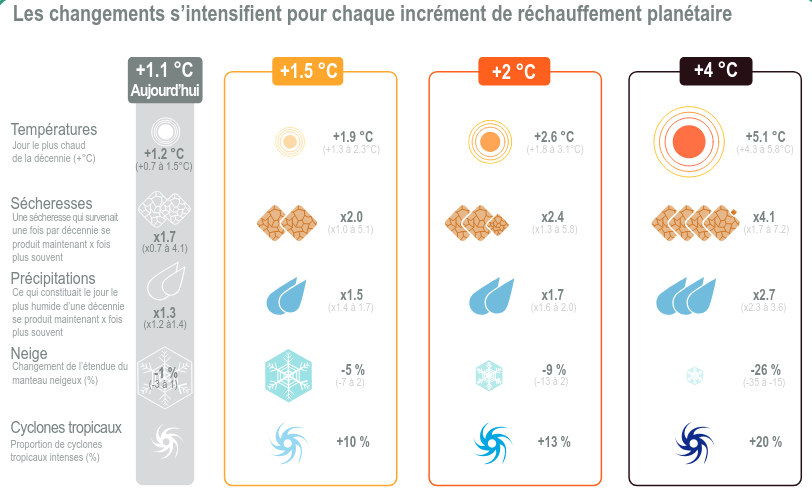 Les changements s’intensifient pour chaque incrément de réchauffement planétaire
+1.1 °C
Aujourd’hui
+1.5 °C
+2 °C
+4 °C
Températures
Jour le plus chaud
de la décennie (+°C)
+1.2 °C
(+0.7 à 1.5°C)
+1.9 °C
(+1.3 à 2.3°C)
+2.6 °C
(+1.8 à 3.1°C)
+5.1 °C
(+4.3 à 5.8°C)
Sécheresses
Une sécheresse qui survenait
une fois par décennie se
produit maintenant x fois
plus souvent
x1.7
(x0.7 à 4.1)
x2.0
(x1.0 à 5.1)
x2.4
(x1.3 à 5.8)
x4.1
(x1.7 à 7.2)
Précipitations
Ce qui constituait le jour le
plus humide d’une décennie
se produit maintenant x fois
plus souvent
x1.3
(x1.2 à1.4)
x1.5
(x1.4 à 1.7)
x1.7
(x1.6 à 2.0)
x2.7
(x2.3 à 3.6)
Neige
Changement de l’étendue du
manteau neigeux (%)
-1 %
(-3 à 1)
-5 %
(-7 à 2)
-9 %
(-13 à 2)
-26 %
(-35 à -15)
Cyclones tropicaux
Proportion de cyclones
tropicaux intenses (%)
+10 %
+13 %
+20 %